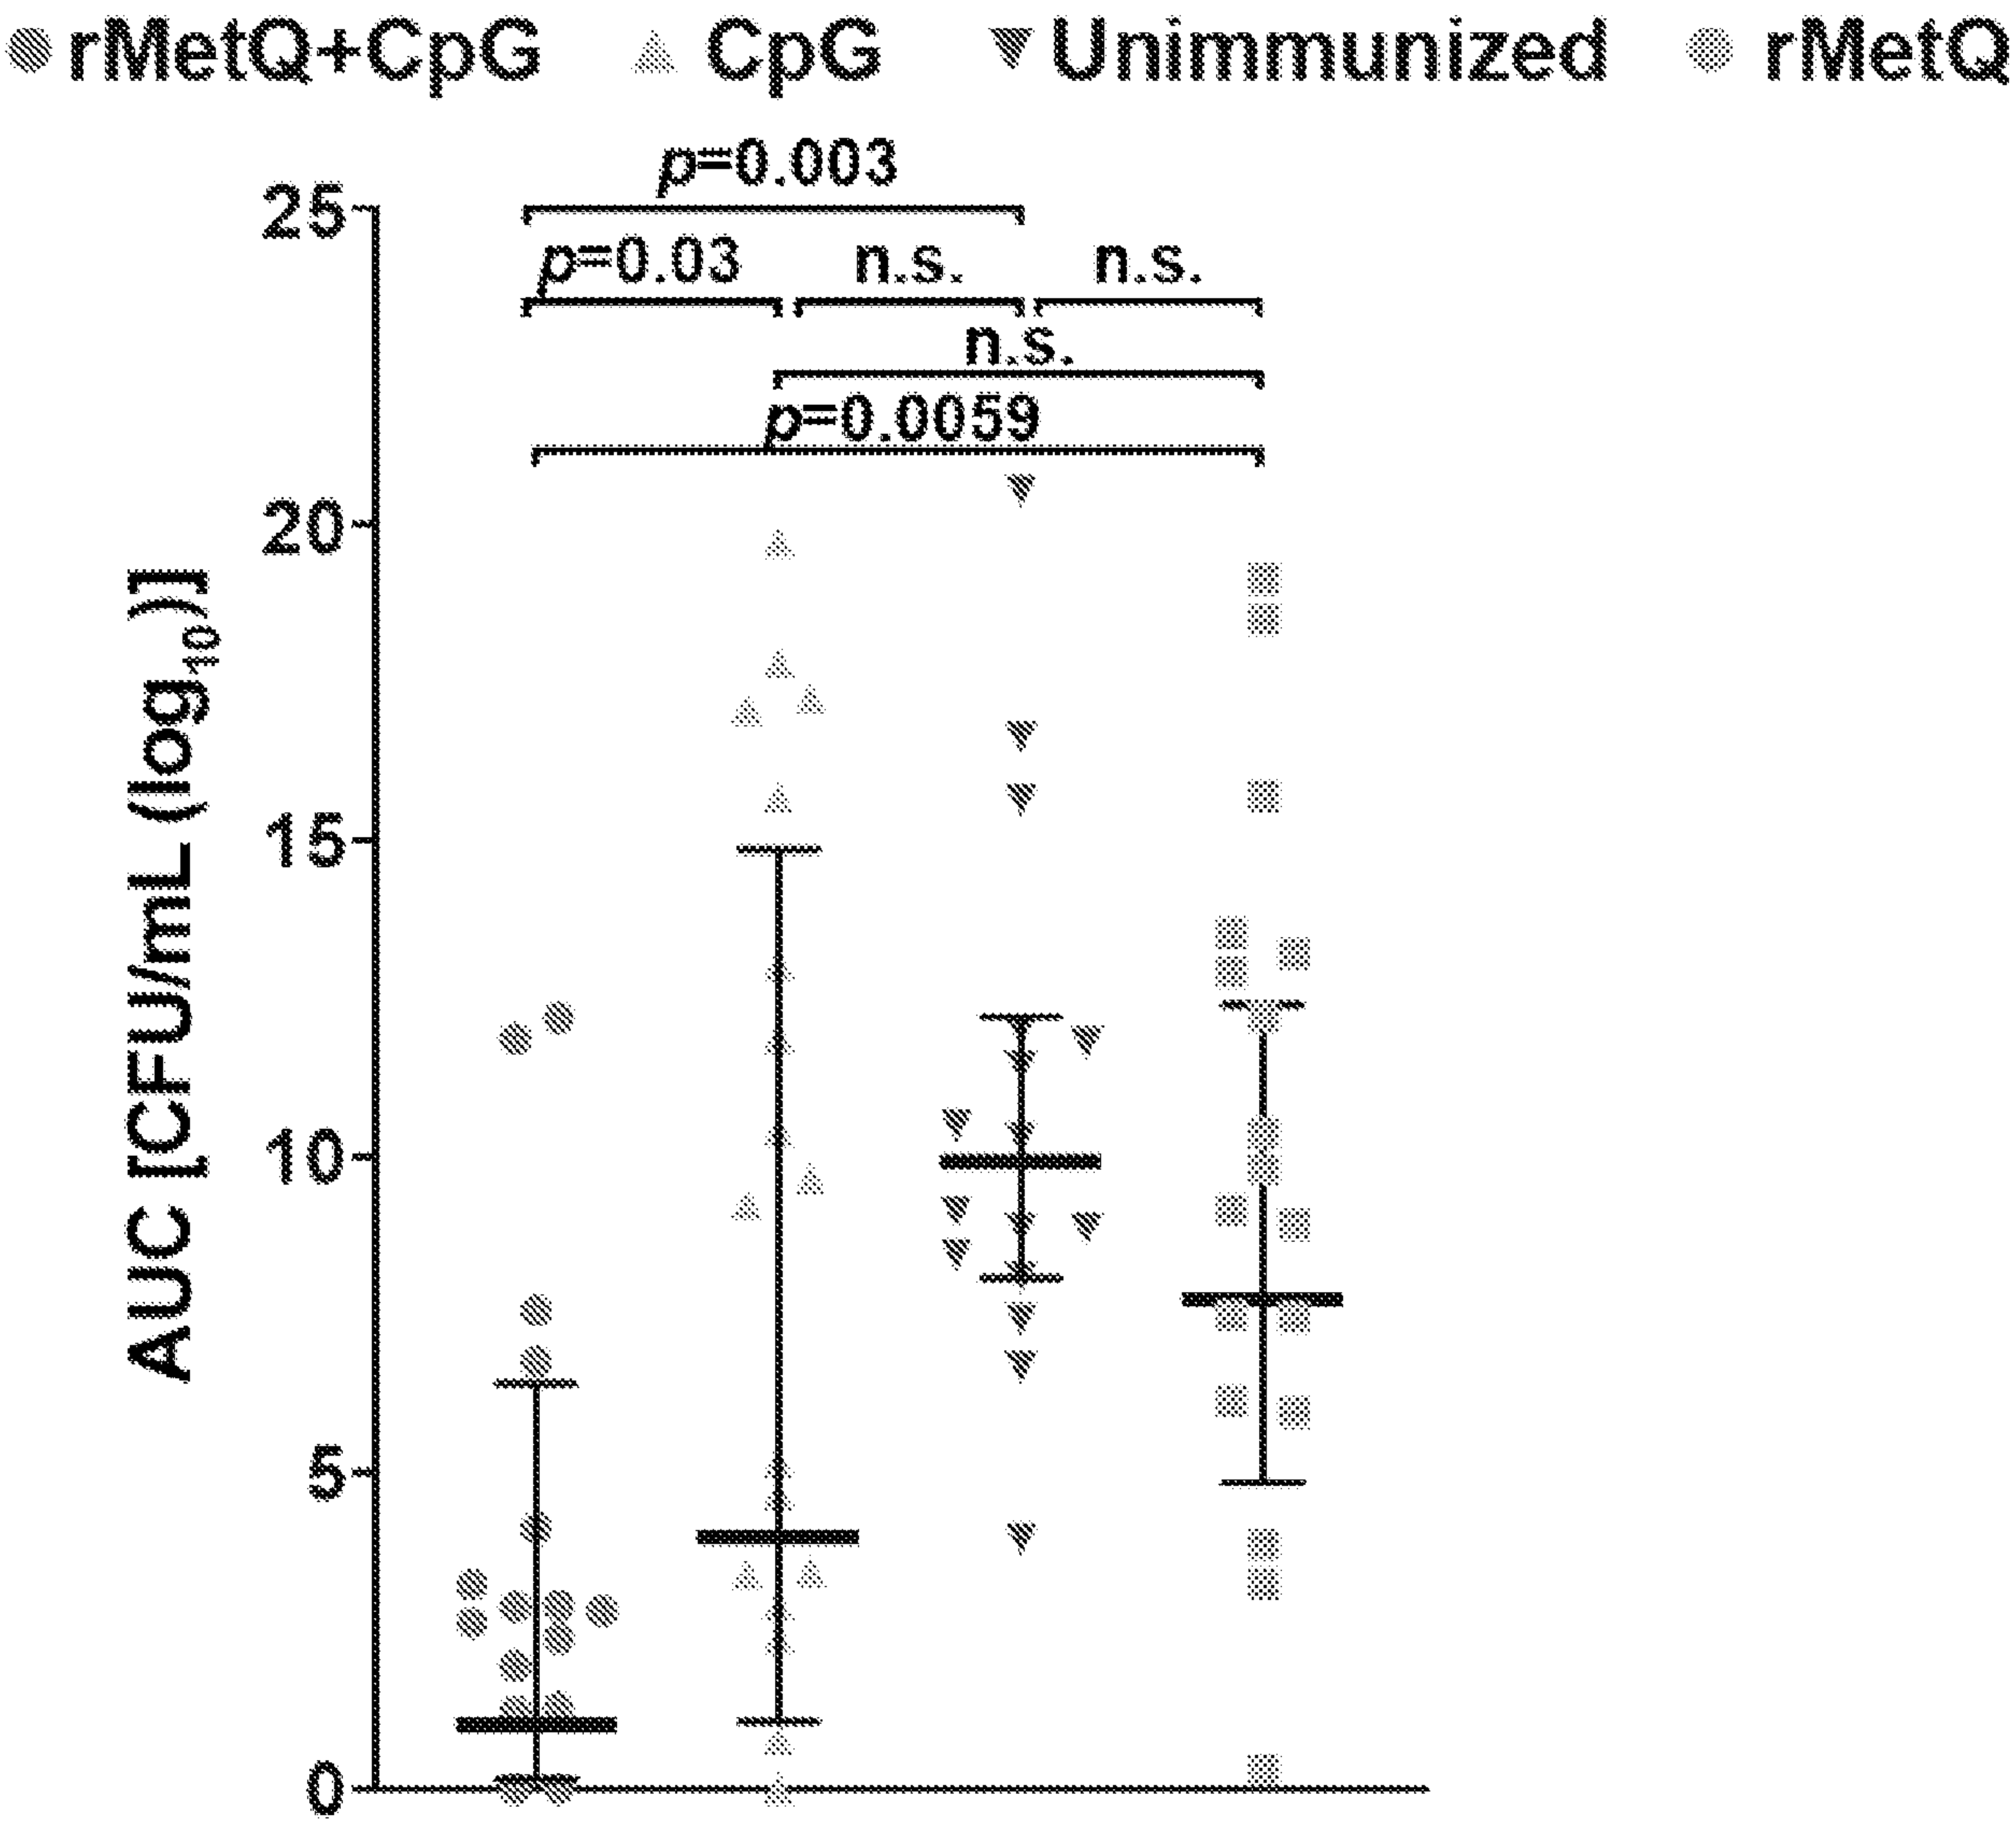 rMetQ+CpG CpG Unimmunized rMetQ
p=0.003
25
p=0.03 n.s. n.s.
n.s.
p=0.0059
20
15
10
5
0
AUC [CFU/mL (log10)]